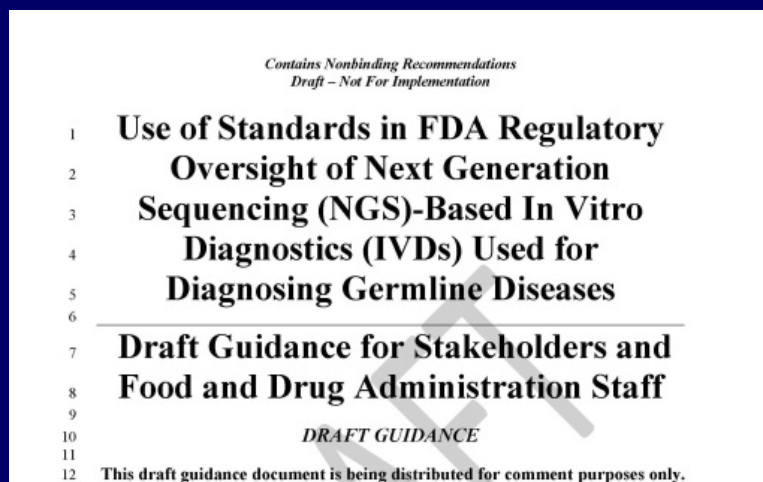 Contains Nonbinding Recommendations
Draft – Not For Implementation
1 Use of Standards in FDA Regulatory
2 Oversight of Next Generation
3 Sequencing (NGS)-Based In Vitro
4 Diagnostics (IVDs) Used for
5 Diagnosing Germline Diseases
6
7 Draft Guidance for Stakeholders and
8 Food and Drug Administration Staff
9
10 DRAFT GUIDANCE
11
12 This draft guidance document is being distributed for comment purposes only.